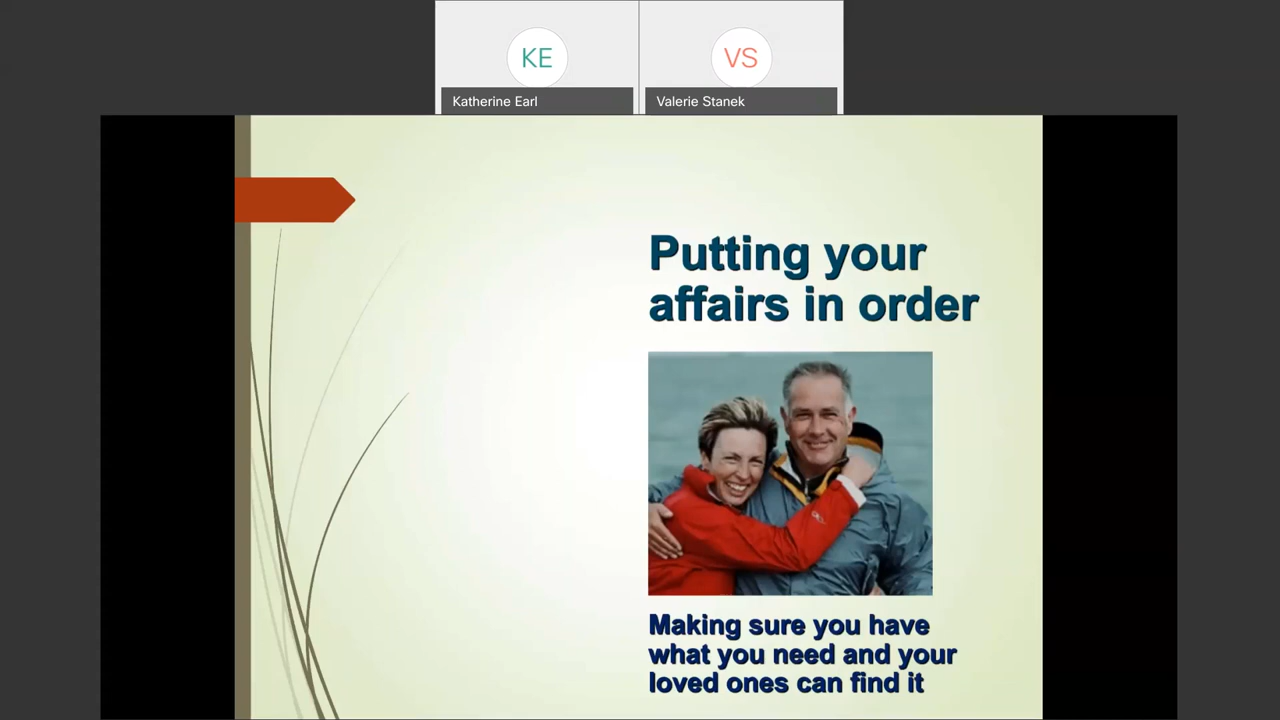 KE
VS
Katherine Earl
Valerie Stanek
Putting your
affairs in order
Making sure you have
what you need and your
loved ones can find it